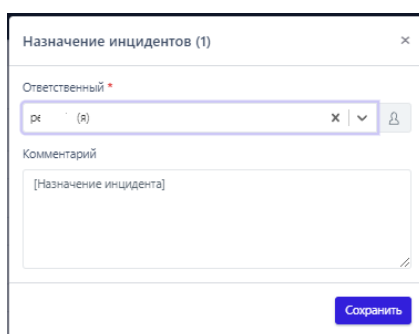 Назначение инцидентов (1)
Ответственный *
(я)
Комментарий
[Назначение инцидента]
Сохранить